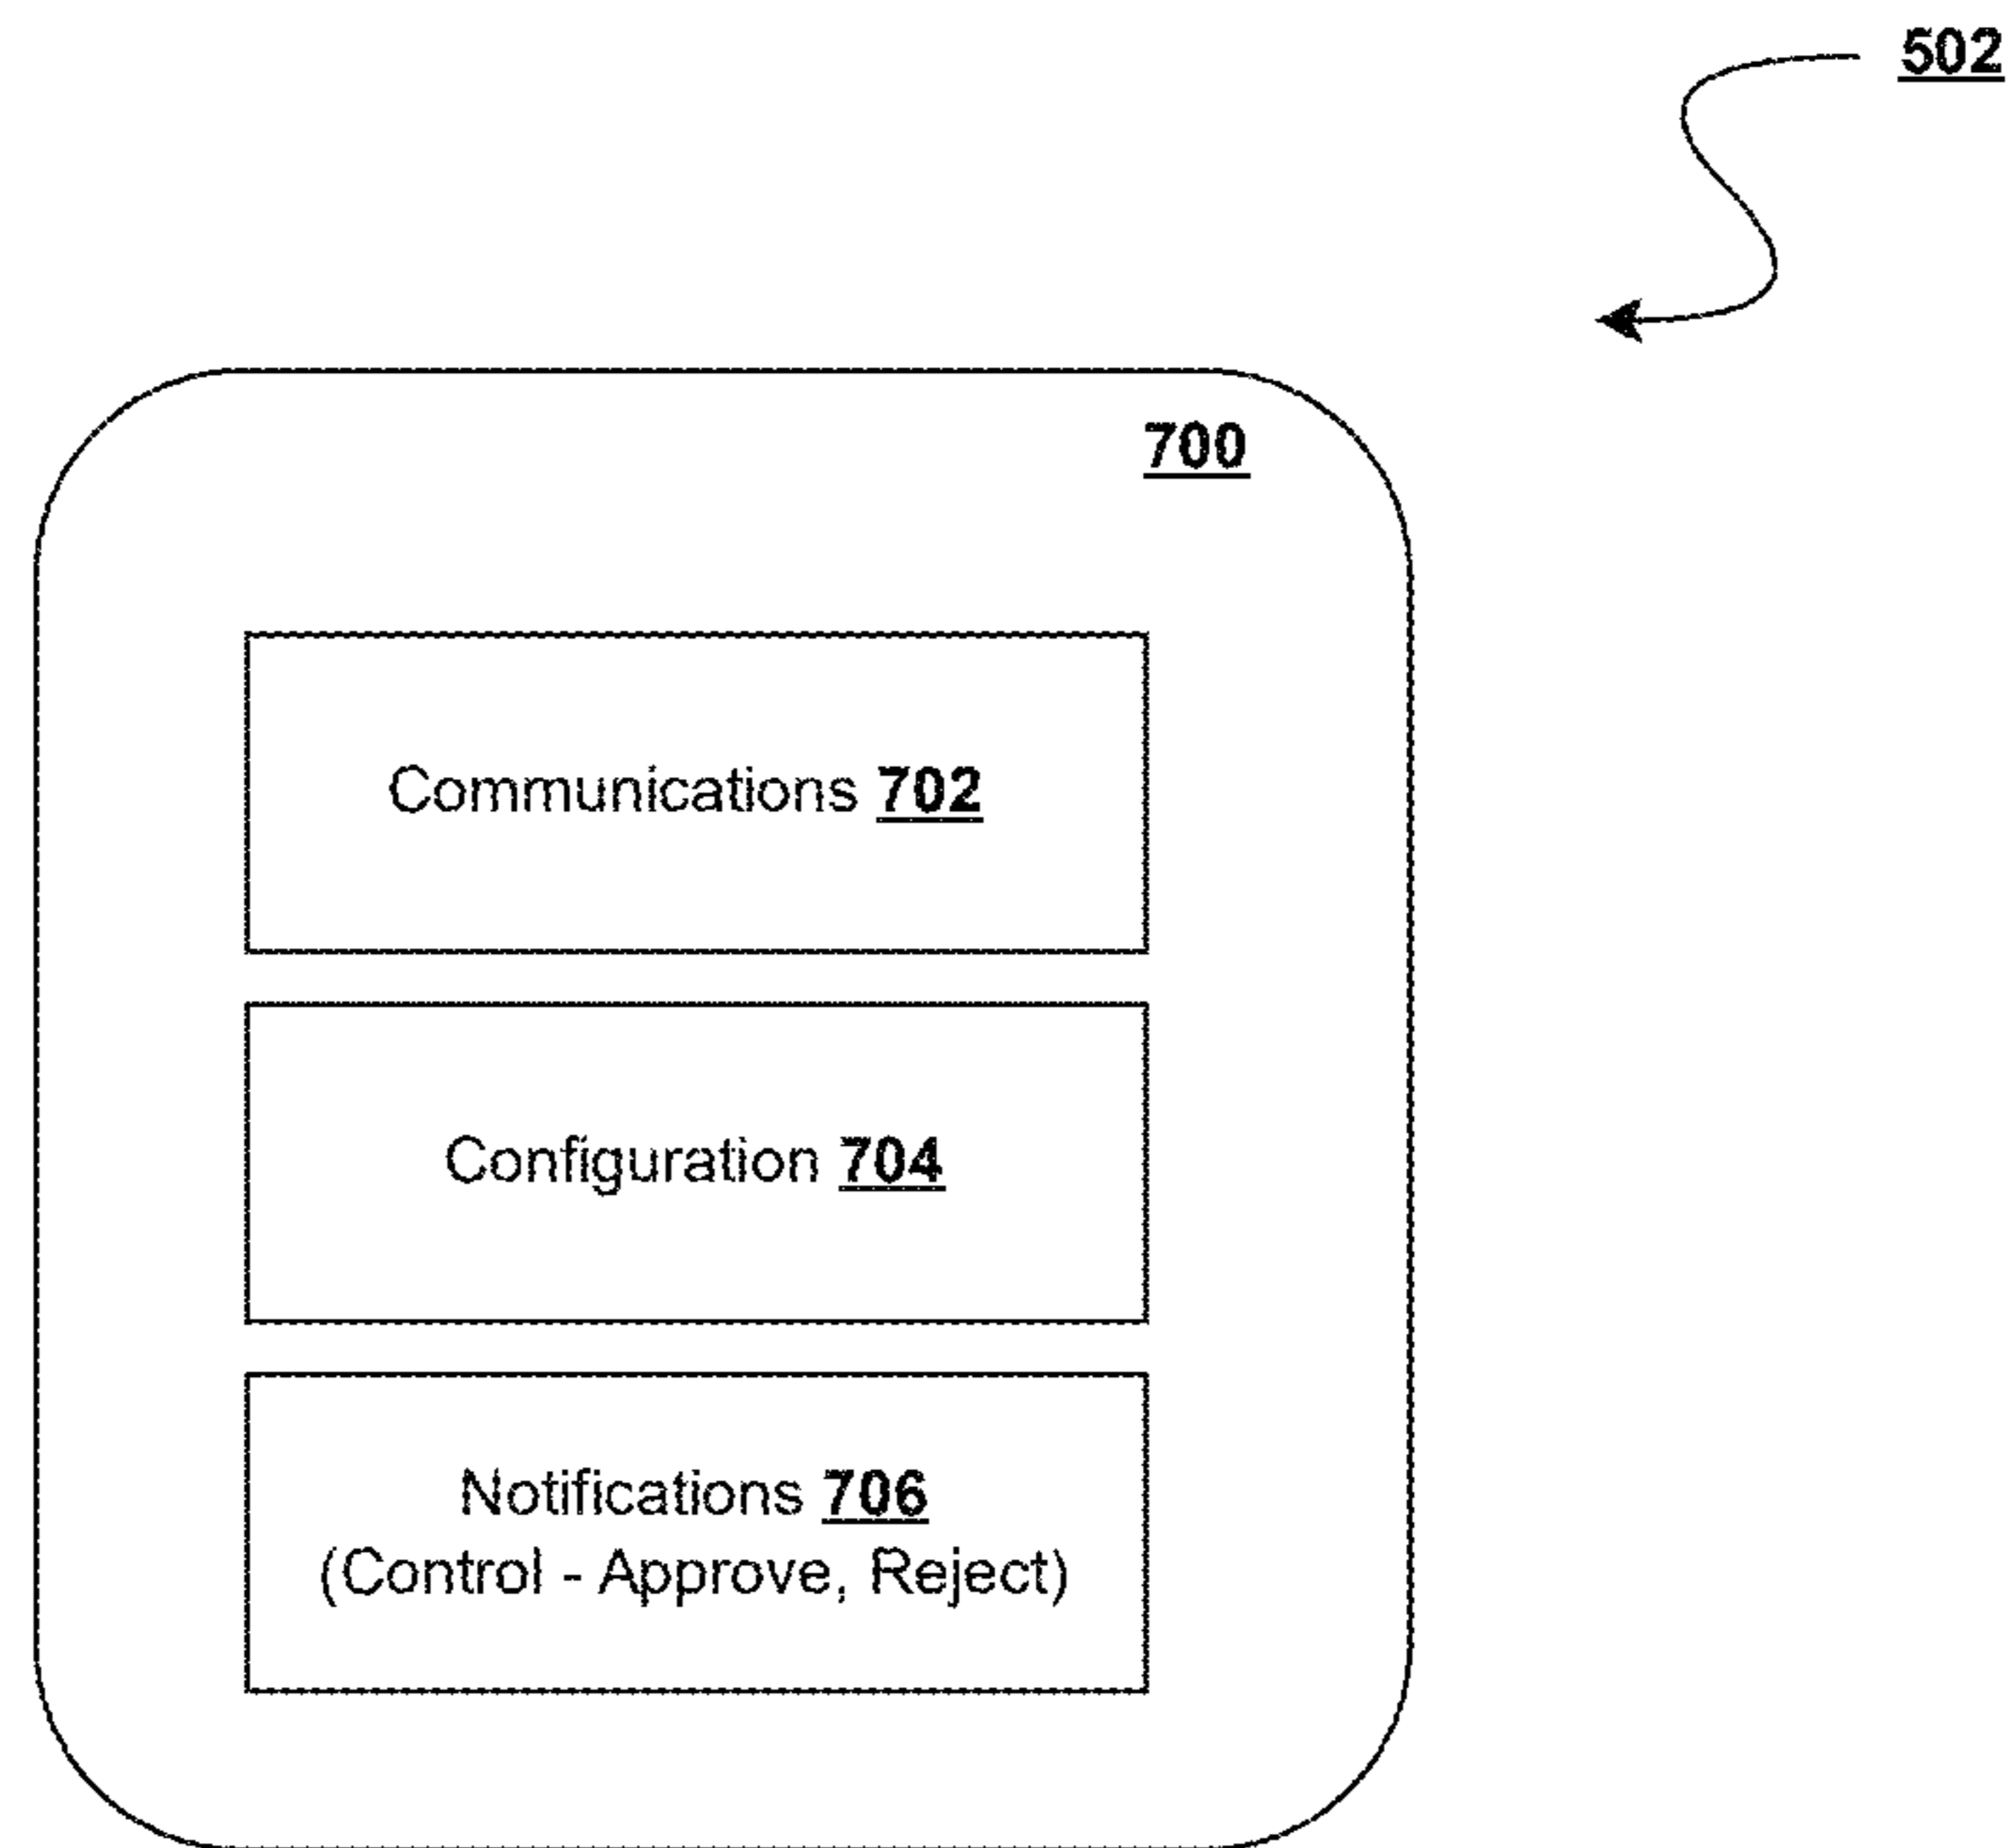 502
700
Communications 702
Configuration 704
Notifications 706
(Control - Approve, Reject)